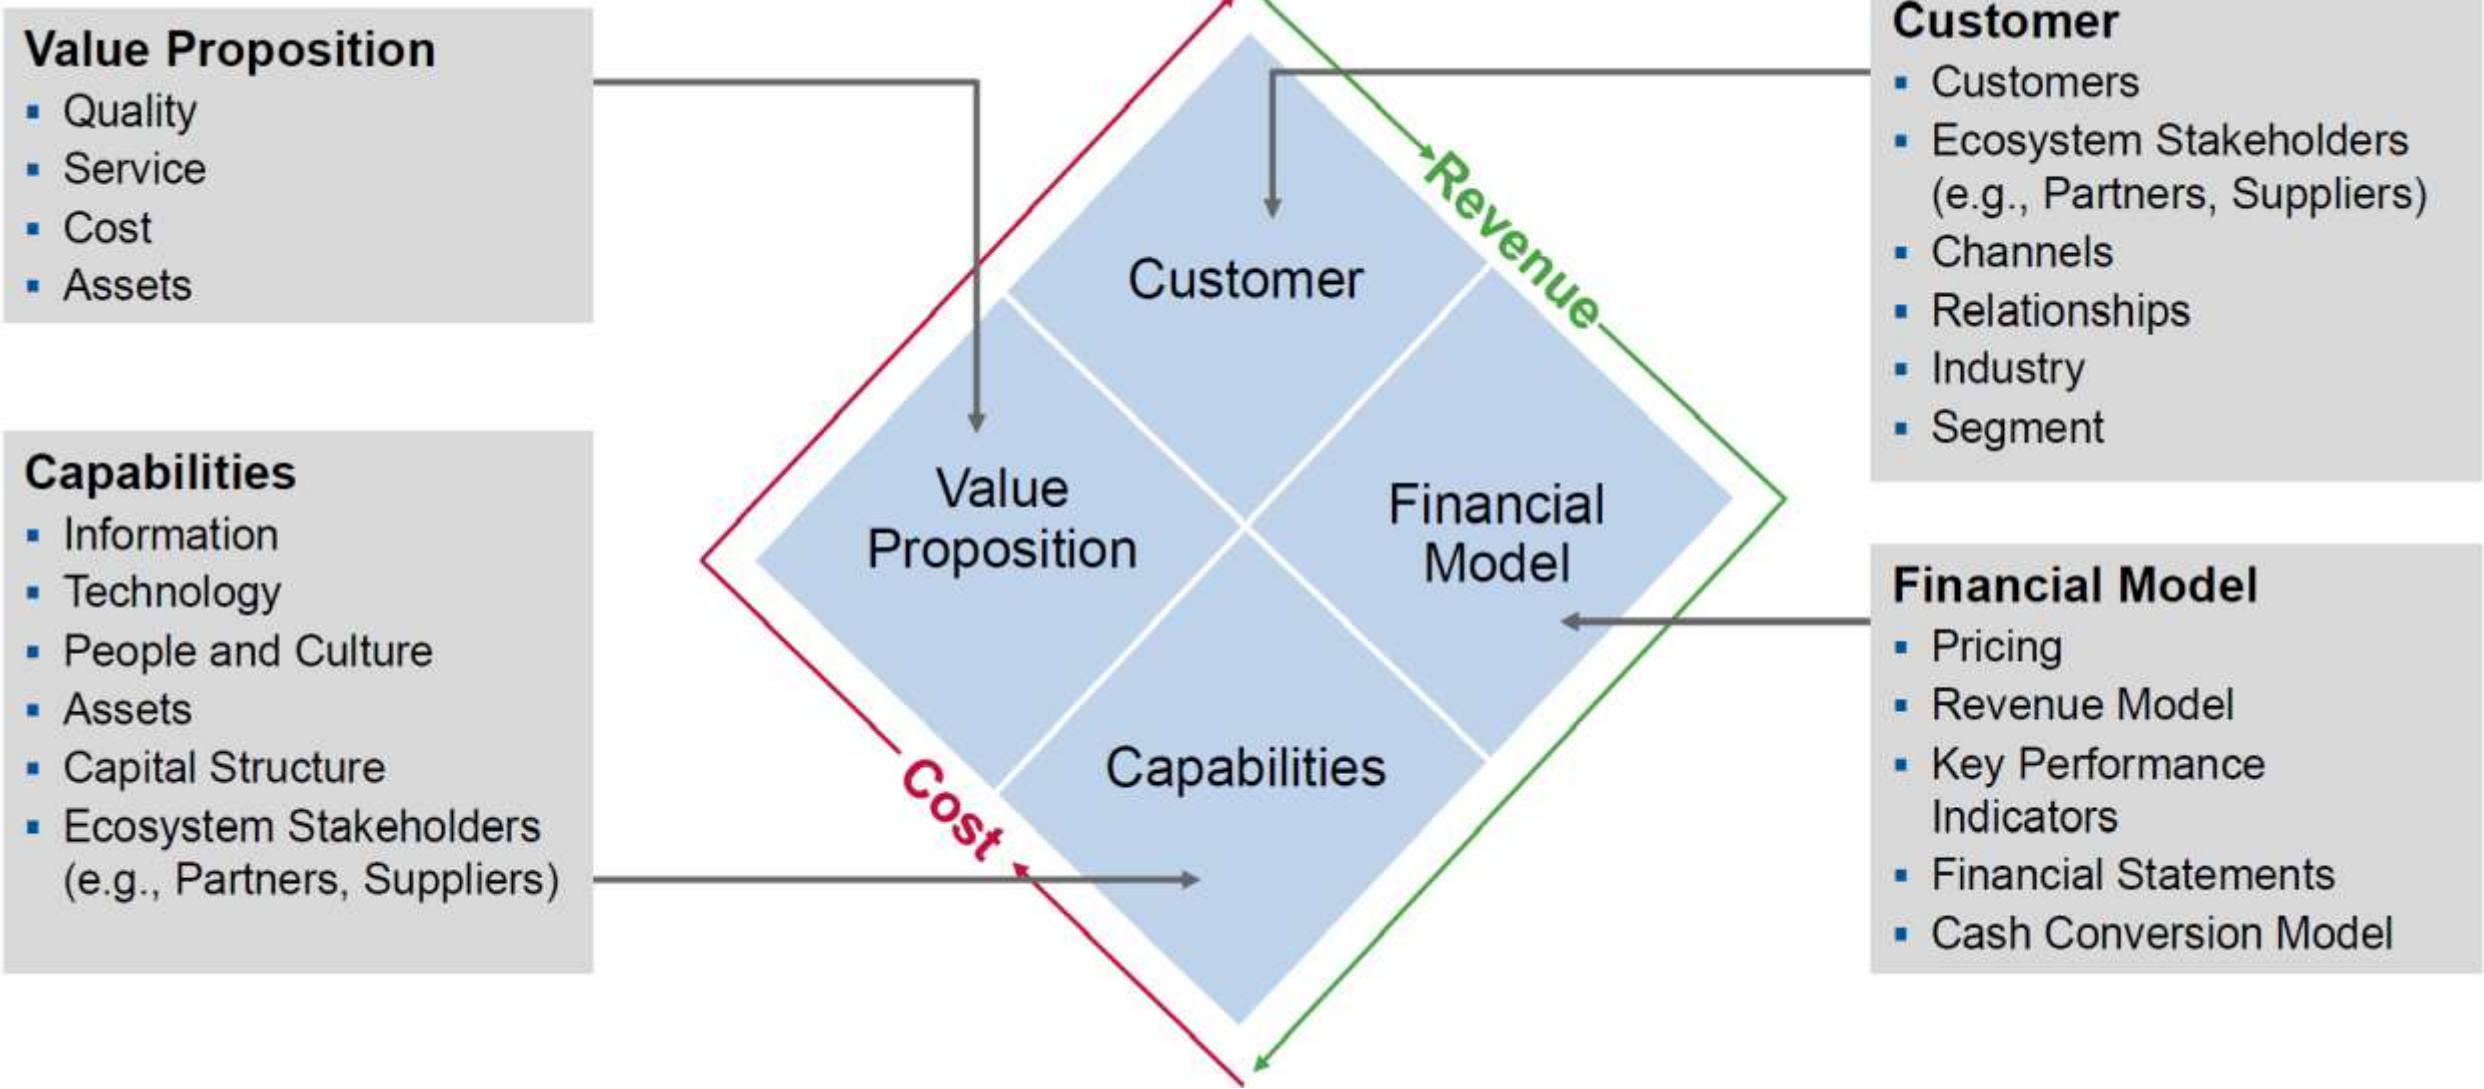 Value Proposition
Quality
Service
Cost
Assets
Capabilities
Information
Technology
People and Culture
Assets
Capital Structure
Ecosystem Stakeholders
(e.g., Partners, Suppliers)
Customer
Value
Proposition
Financial
Model
Capabilities
Revenue
Cost
Customer
Customers
Ecosystem Stakeholders
(e.g., Partners, Suppliers)
Channels
Relationships
Industry
Segment
Financial Model
Pricing
Revenue Model
Key Performance
Indicators
Financial Statements
Cash Conversion Model